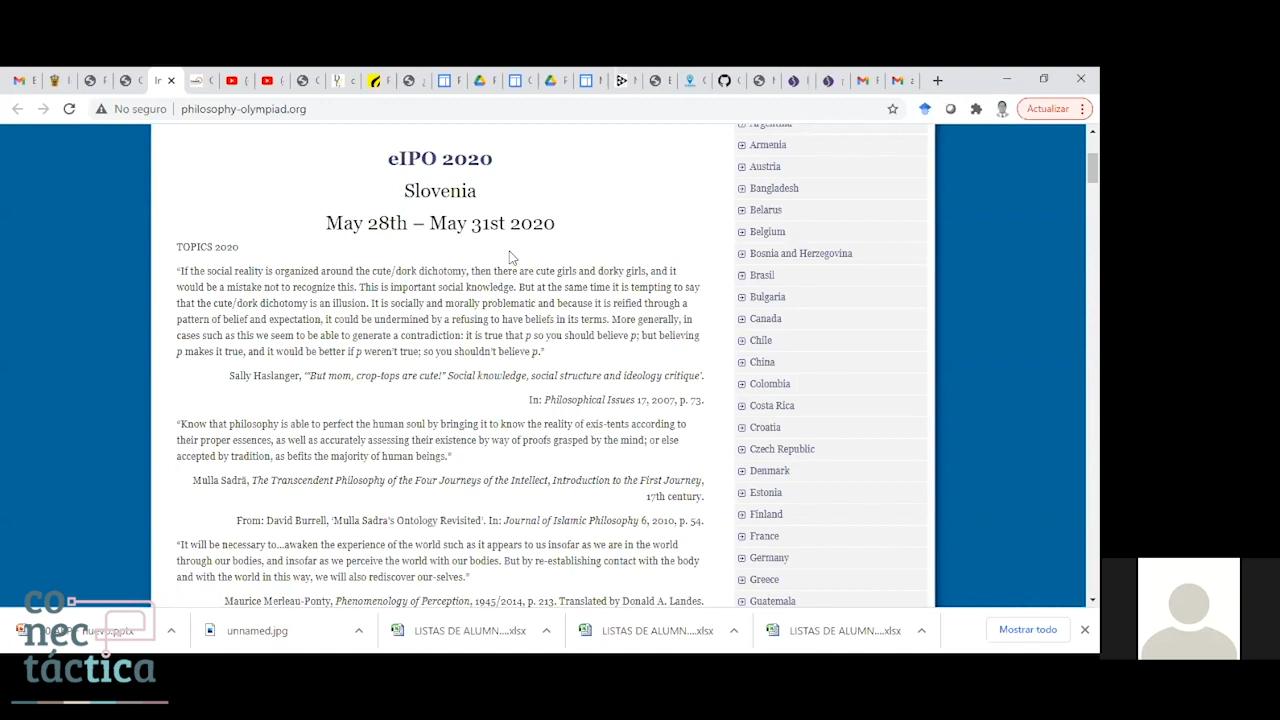 No seguro
philosophy-olympiad.org
Actualizar
eIPO 2020
Slovenia
May 28th – May 31st 2020
TOPICS 2020
“If the social reality is organized around the cute/dork dichotomy, then there are cute girls and dorky girls, and it
would be a mistake not to recognize this. This is important social knowledge. But at the same time it is tempting to say
that the cute/dork dichotomy is an illusion. It is socially and morally problematic and because it is reified through a
pattern of belief and expectation, it could be undermined by a refusing to have beliefs in its terms. More generally, in
cases such as this we seem to be able to generate a contradiction: it is true that p so you should believe p; but believing
p makes it true, and it would be better if p weren’t true; so you shouldn’t believe p.”
Sally Haslanger, ‘“But mom, crop-tops are cute!” Social knowledge, social structure and ideology critique’.
In: Philosophical Issues 17, 2007, p. 73.
“Know that philosophy is able to perfect the human soul by bringing it to know the reality of exis-tents according to
their proper essences, as well as accurately assessing their existence by way of proofs grasped by the mind; or else
accepted by tradition, as befits the majority of human beings.“
Mulla Sadrā, The Transcendent Philosophy of the Four Journeys of the Intellect, Introduction to the First Journey,
17th century.
From: David Burrell, ‘Mulla Sadra’s Ontology Revisited’. In: Journal of Islamic Philosophy 6, 2010, p. 54.
“It will be necessary to…awaken the experience of the world such as it appears to us insofar as we are in the world
through our bodies, and insofar as we perceive the world with our bodies. But by re-establishing contact with the body
and with the world in this way, we will also rediscover our-selves.”
Maurice Merleau-Ponty, Phenomenology of Perception, 1945/2014, p. 213. Translated by Donald A. Landes.
Argentina
Armenia
Austria
Bangladesh
Belarus
Belgium
Bosnia and Herzegovina
Brasil
Bulgaria
Canada
Chile
China
Colombia
Costa Rica
Croatia
Czech Republic
Denmark
Estonia
Finland
France
Germany
Greece
Guatemala
nuevo.pptx
unnamed.jpg
LISTAS DE ALUMN....xlsx
LISTAS DE ALUMN....xlsx
LISTAS DE ALUMN....xlsx
Mostrar todo
co
nec
táctica